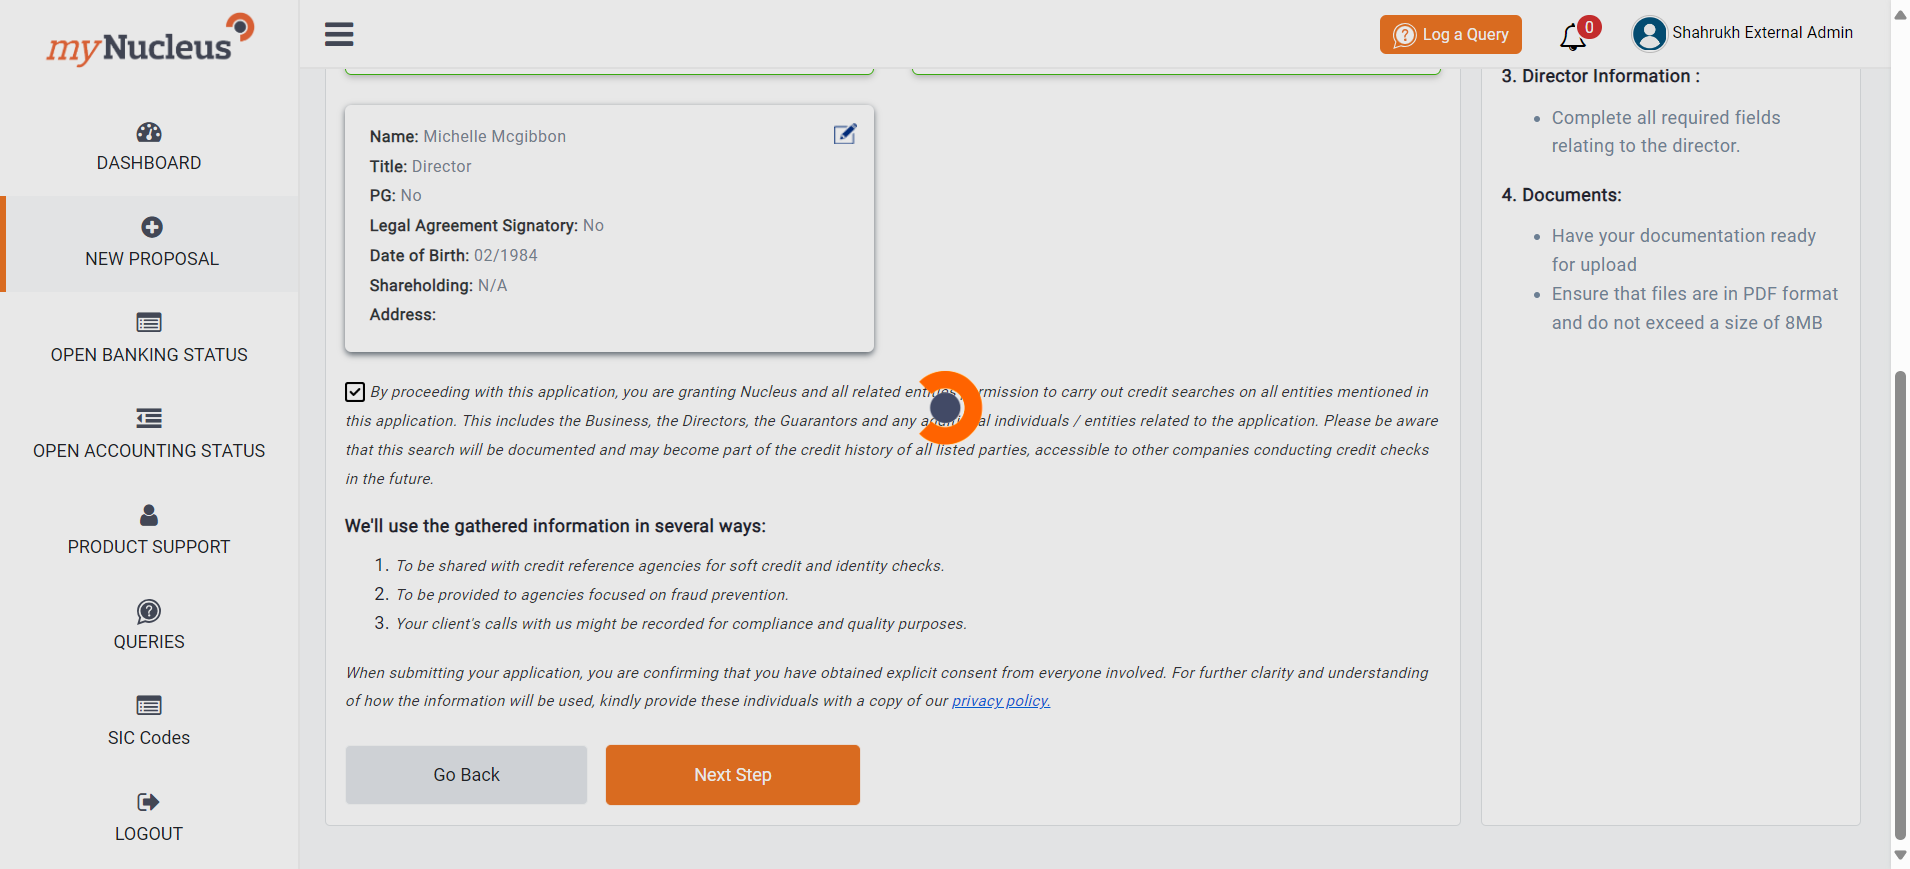 myNucleus
Log a Query
0
Shahrukh External Admin
DASHBOARD
NEW PROPOSAL
OPEN BANKING STATUS
OPEN ACCOUNTING STATUS
PRODUCT SUPPORT
QUERIES
SIC Codes
LOGOUT
Name: Michelle Mcgibbon
Title: Director
PG: No
Legal Agreement Signatory: No
Date of Birth: 02/1984
Shareholding: N/A
Address:
By proceeding with this application, you are granting Nucleus and all related permission to carry out credit searches on all entities mentioned in
this application. This includes the Business, the Directors, the Guarantors and any individuals / entities related to the application. Please be aware
that this search will be documented and may become part of the credit history of all listed parties, accessible to other companies conducting credit checks
in the future.
We'll use the gathered information in several ways:
1. To be shared with credit reference agencies for soft credit and identity checks.
2. To be provided to agencies focused on fraud prevention.
3. Your client's calls with us might be recorded for compliance and quality purposes.
When submitting your application, you are confirming that you have obtained explicit consent from everyone involved. For further clarity and understanding
of how the information will be used, kindly provide these individuals with a copy of our privacy policy.
Go Back
Next Step
3. Director Information :
Complete all required fields
relating to the director.
4. Documents:
Have your documentation ready
for upload
Ensure that files are in PDF format
and do not exceed a size of 8MB